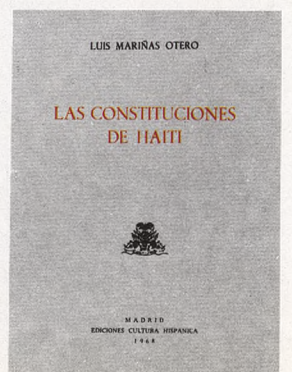 LUIS MARIÑAS OTERO
LAS CONSTITUCIONES
DE HAITI
MADRID
EDICIONES CULTURA HISPANICA
1968